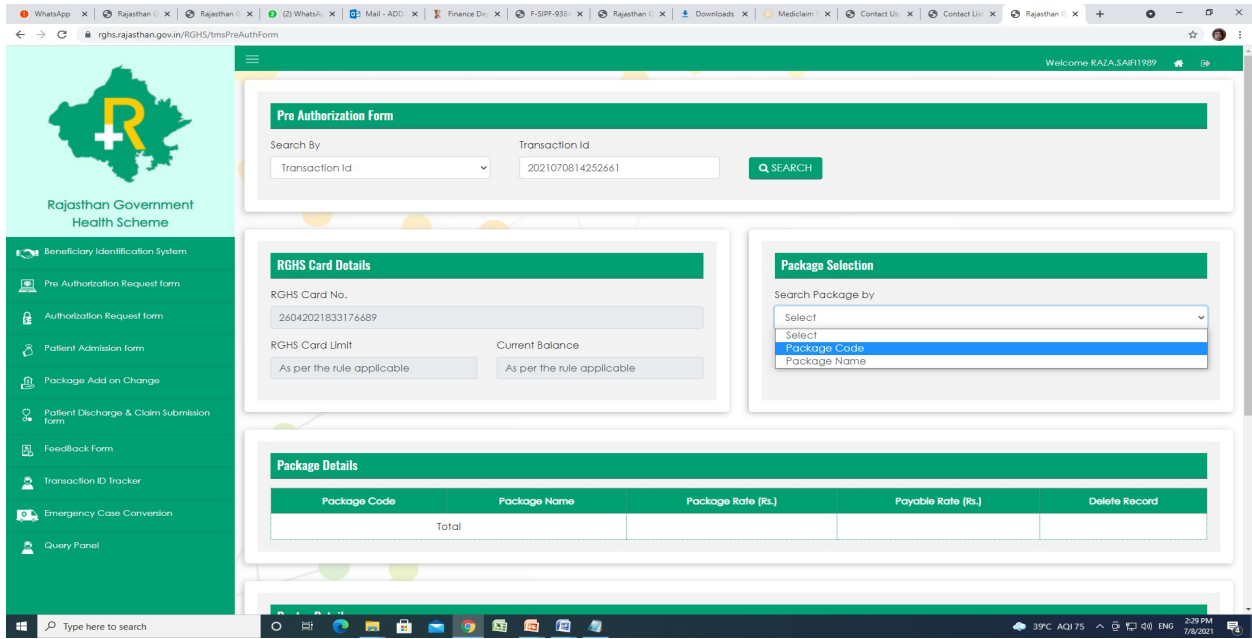 WhatsApp
Rajasthan G
Rajasthan G
(2) WhatsA
Mail - ADD
Finance De
F-SIPF-938
Rajasthan G
Downloads
Mediclaim
Contact Us
Contact Lis
Rajasthan G
rghs.rajasthan.gov.in/RGHS/tmsPreAuthForm
Welcome RAZA.SAIFI1989
R
Rajasthan Government
Health Scheme
Beneficiary Identification System
Pre Authorization Request form
Authorization Request form
Patient Admission form
Package Add on Change
Patient Discharge & Claim Submission
form
FeedBack Form
Transaction ID Tracker
Emergency Case Conversion
Query Panel
Pre Authorization Form
Search By
Transaction Id
Transaction Id
2021070814252661
SEARCH
RGHS Card Details
RGHS Card No.
26042021833176689
RGHS Card Limit
Current Balance
As per the rule applicable
As per the rule applicable
Package Selection
Search Package by
Select
Select
Package Code
Package Name
Package Details
Package Code
Package Name
Package Rate (Rs.)
Payable Rate (Rs.)
Delete Record
Total
Type here to search
39°C AQI 75
ENG
2:29 PM
7/8/2021